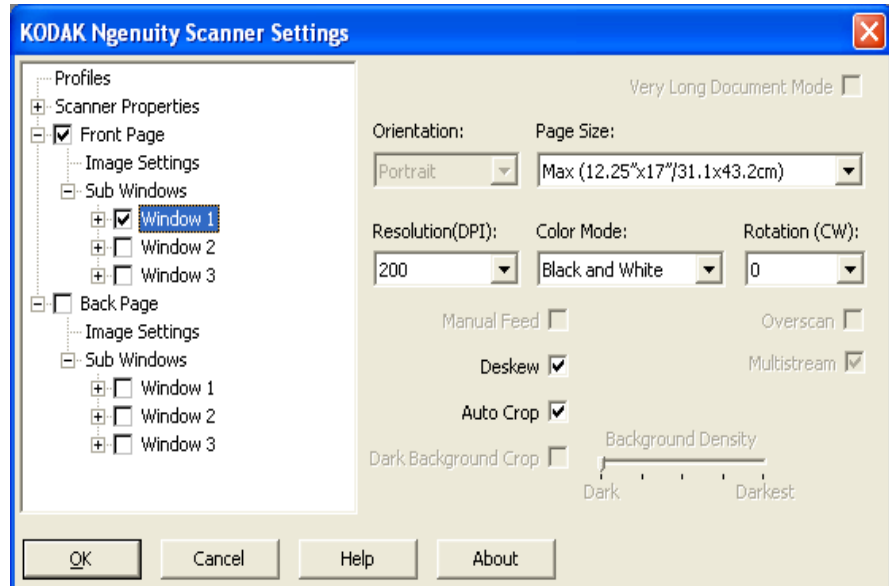 KODAK Ngenuity Scanner Settings
Profiles
Scanner Properties
Front Page
Image Settings
Sub Windows
Window 1
Window 2
Window 3
Back Page
Image Settings
Sub Windows
Window 1
Window 2
Window 3
Very Long Document Mode
Orientation: Page Size:
Portrait Max (12.25"x17"/31.1x43.2cm)
Resolution(DPI): Color Mode: Rotation (CW):
200 Black and White 0
Manual Feed Overscan
Deskew Multistream
Auto Crop
Dark Background Crop Background Density
Dark Darkest
OK Cancel Help About